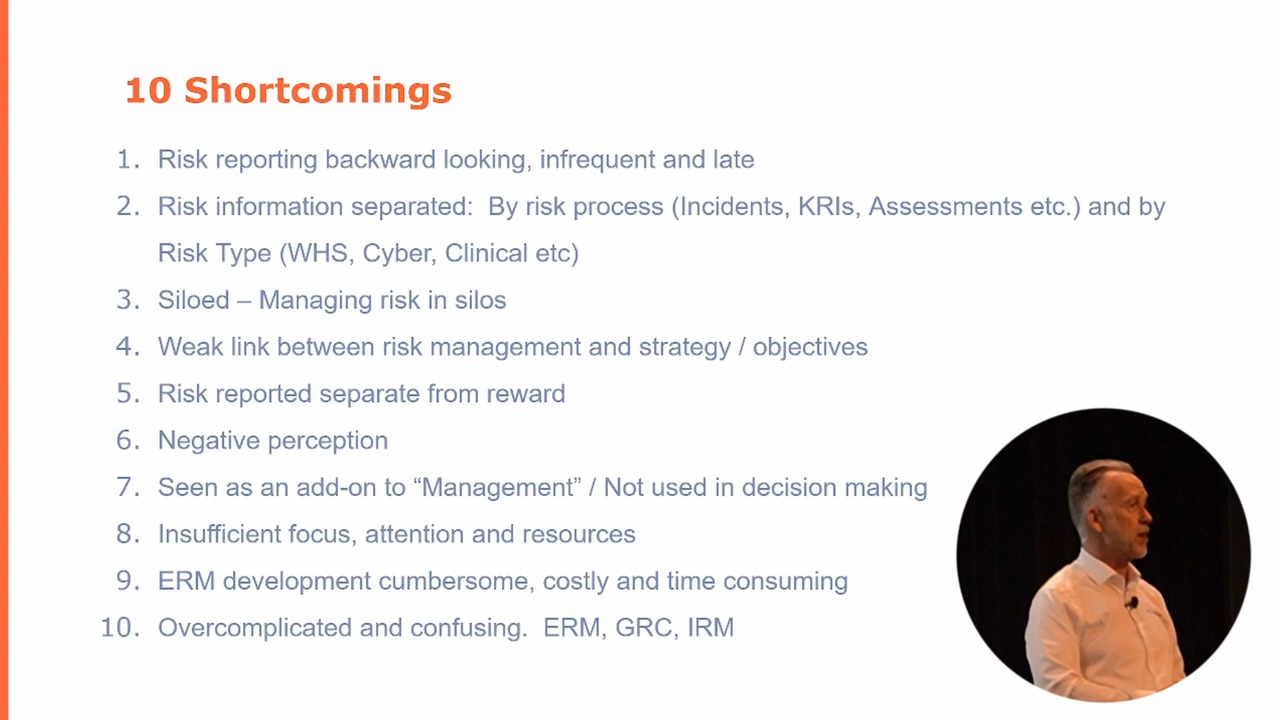 10 Shortcomings
1. Risk reporting backward looking, infrequent and late
2. Risk information separated:  By risk process (Incidents, KRIs, Assessments etc.) and by
Risk Type (WHS, Cyber, Clinical etc)
3. Siloed – Managing risk in silos
4. Weak link between risk management and strategy / objectives
5. Risk reported separate from reward
6. Negative perception
7. Seen as an add-on to “Management” / Not used in decision making
8. Insufficient focus, attention and resources
9. ERM development cumbersome, costly and time consuming
10. Overcomplicated and confusing.  ERM, GRC, IRM